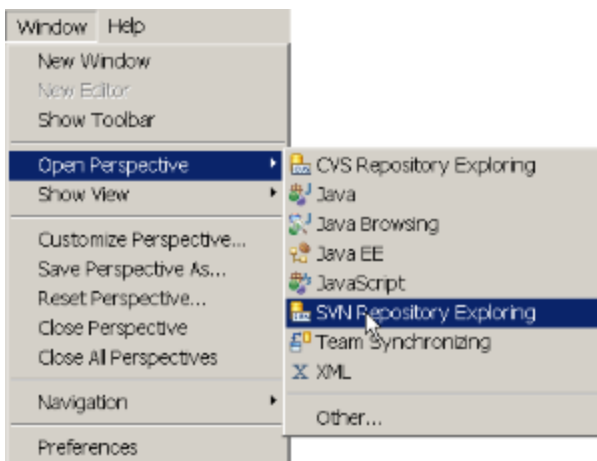 Window Help
New Window
New Editor
Show Toolbar
Open Perspective
Show View
Customize Perspective...
Save Perspective As...
Reset Perspective...
Close Perspective
Close All Perspectives
Navigation
Preferences
CVS Repository Exploring
Java
Java Browsing
Java EE
JavaScript
SVN Repository Exploring
Team Synchronizing
XML
Other...